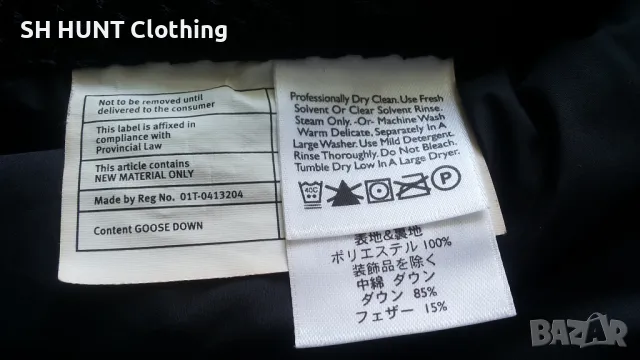 SH HUNT Clothing
Not to be removed until
delivered to the consumer
This label is affixed in
compliance with
Provincial Law
This article contains
NEW MATERIAL ONLY
Made by Reg No. 01T-0413204
Content GOOSE DOWN
Professionally Dry Clean. Use Fresh
Solvent Or Clear Solvent Rinse.
Steam Only. -Or- Machine Wash
Warm Delicate, Separately In A
Large Washer. Use Mild Detergent.
Rinse Thoroughly. Do Not Bleach.
Tumble Dry Low In A Large Dryer.
40C
P
表地&裏地
ポリエステル 100%
装飾品を除く
中綿 ダウン
ダウン 85%
フェザー 15%
BAZAR